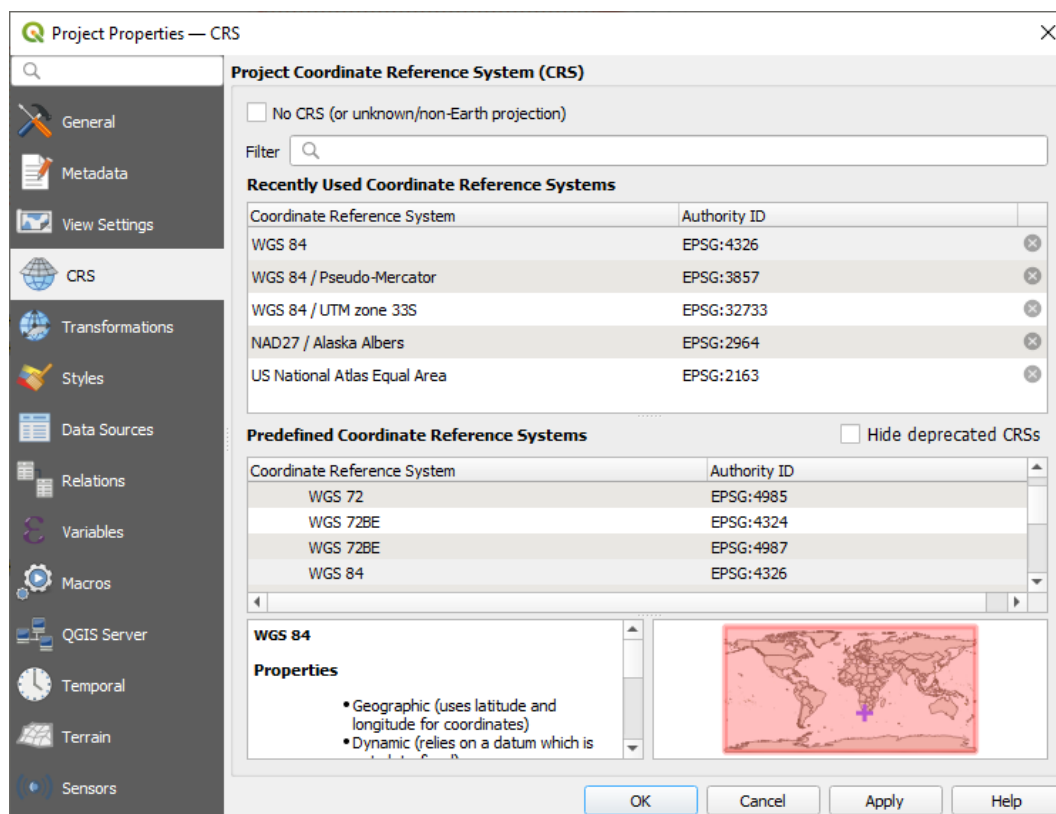 Project Properties — CRS
Project Coordinate Reference System (CRS)
General
Metadata
View Settings
CRS
Transformations
Styles
Data Sources
Relations
Variables
Macros
QGIS Server
Temporal
Terrain
Sensors
No CRS (or unknown/non-Earth projection)
Filter
Recently Used Coordinate Reference Systems
Coordinate Reference System Authority ID
WGS 84 EPSG:4326
WGS 84 / Pseudo-Mercator EPSG:3857
WGS 84 / UTM zone 33S EPSG:32733
NAD27 / Alaska Albers EPSG:2964
US National Atlas Equal Area EPSG:2163
Predefined Coordinate Reference Systems Hide deprecated CRSs
Coordinate Reference System Authority ID
WGS 72 EPSG:4985
WGS 72BE EPSG:4324
WGS 72BE EPSG:4987
WGS 84 EPSG:4326
WGS 84
Properties
• Geographic (uses latitude and
longitude for coordinates)
• Dynamic (relies on a datum which is
OK Cancel Apply Help